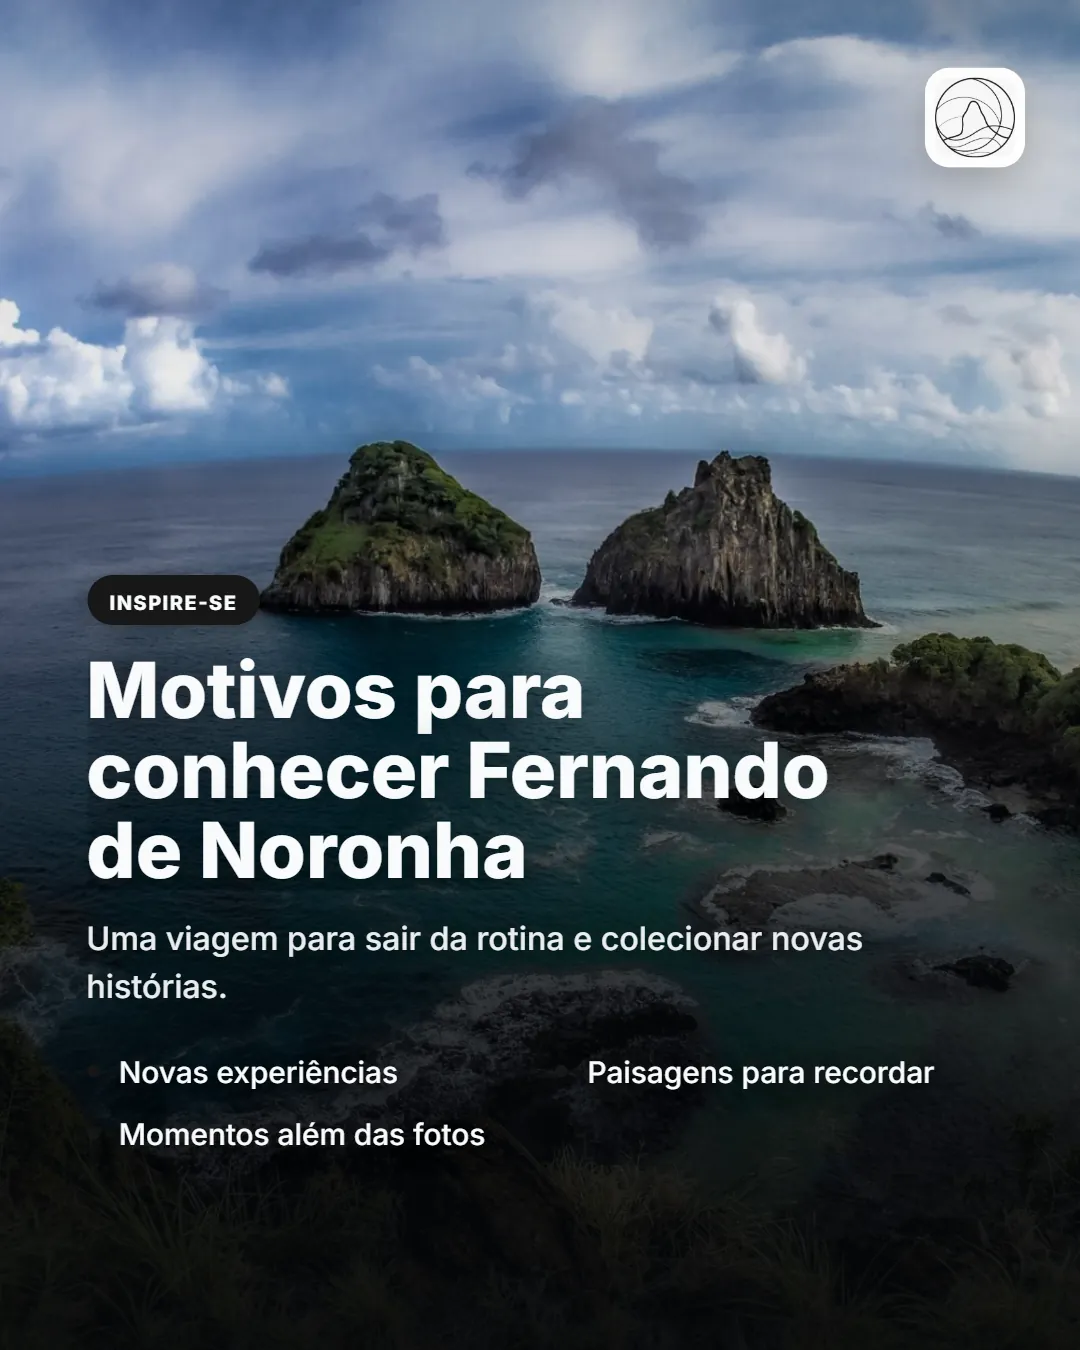 INSPIRE-SE
Motivos para
conhecer Fernando
de Noronha
Uma viagem para sair da rotina e colecionar novas
histórias.
Novas experiências
Paisagens para recordar
Momentos além das fotos